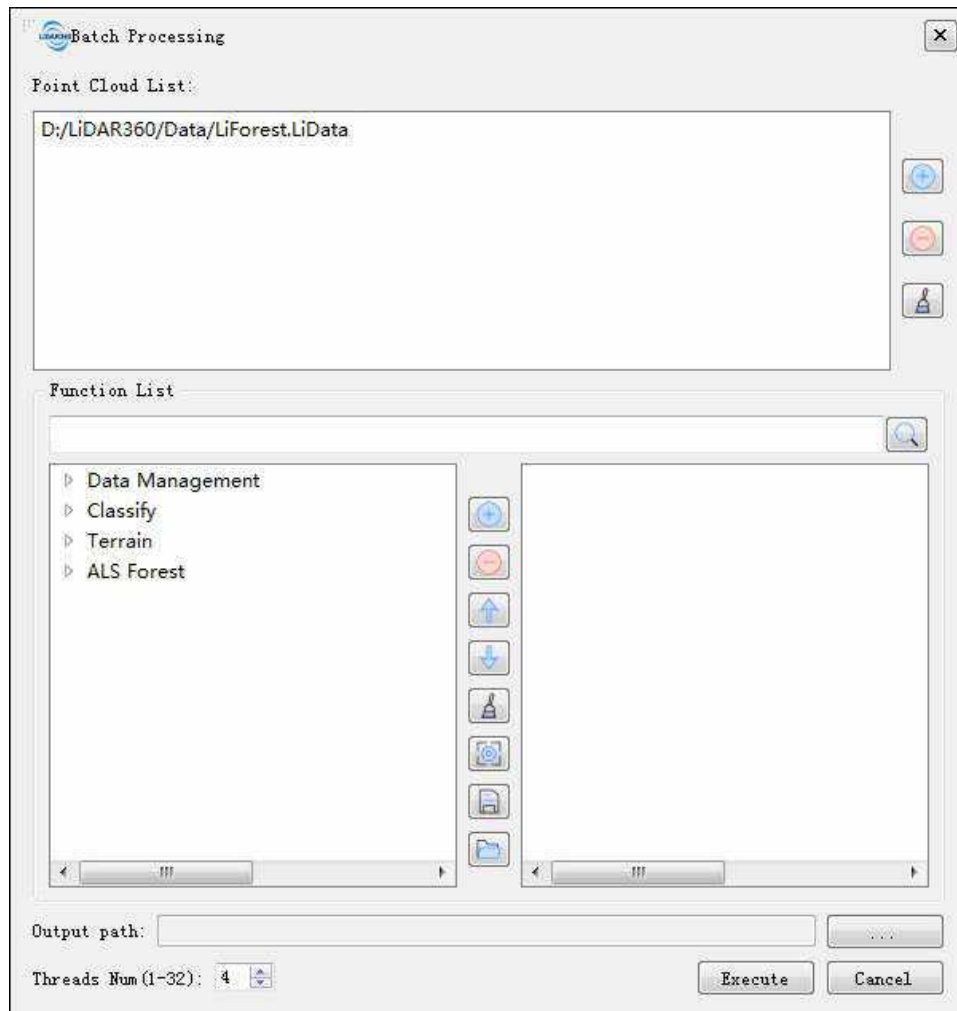 Batch Processing
Point Cloud List:
D:/LiDAR360/Data/LiForest.LiData
Function List
Data Management
Classify
Terrain
ALS Forest
Output path:
...
Threads Num(1-32): 4
Execute
Cancel